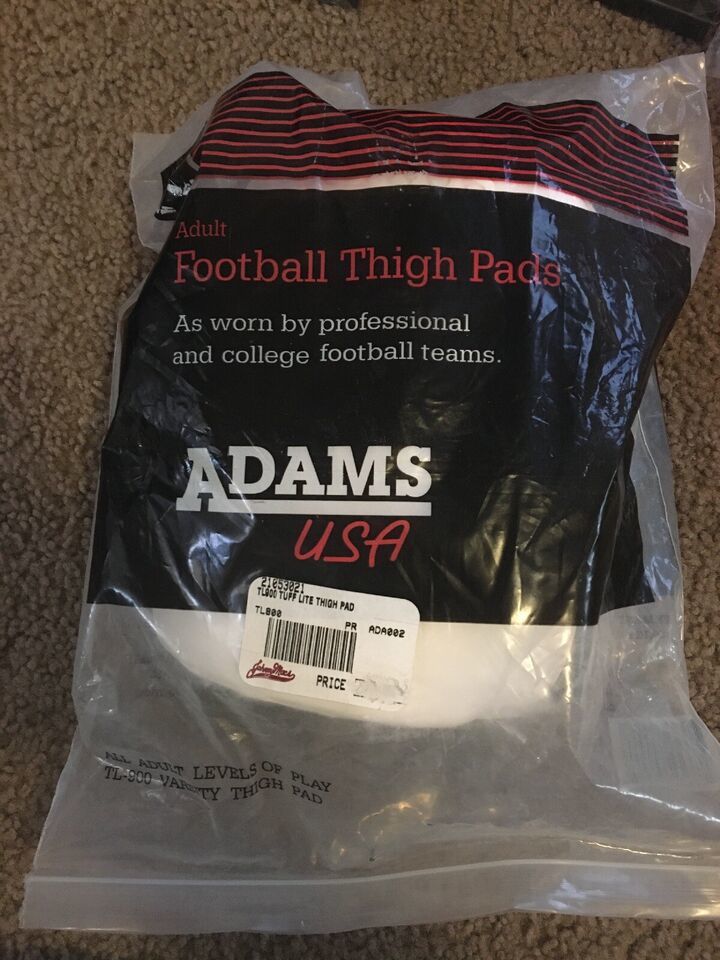 Adult
Football Thigh Pads
As worn by professional
and college football teams.
ADAMS
USA
21053021
TL800 TUFF LITE THIGH PAD
TL800
PR ADA002
PRICE
ALL ADULT LEVELS OF PLAY
TL-900 VARSITY THIGH PAD